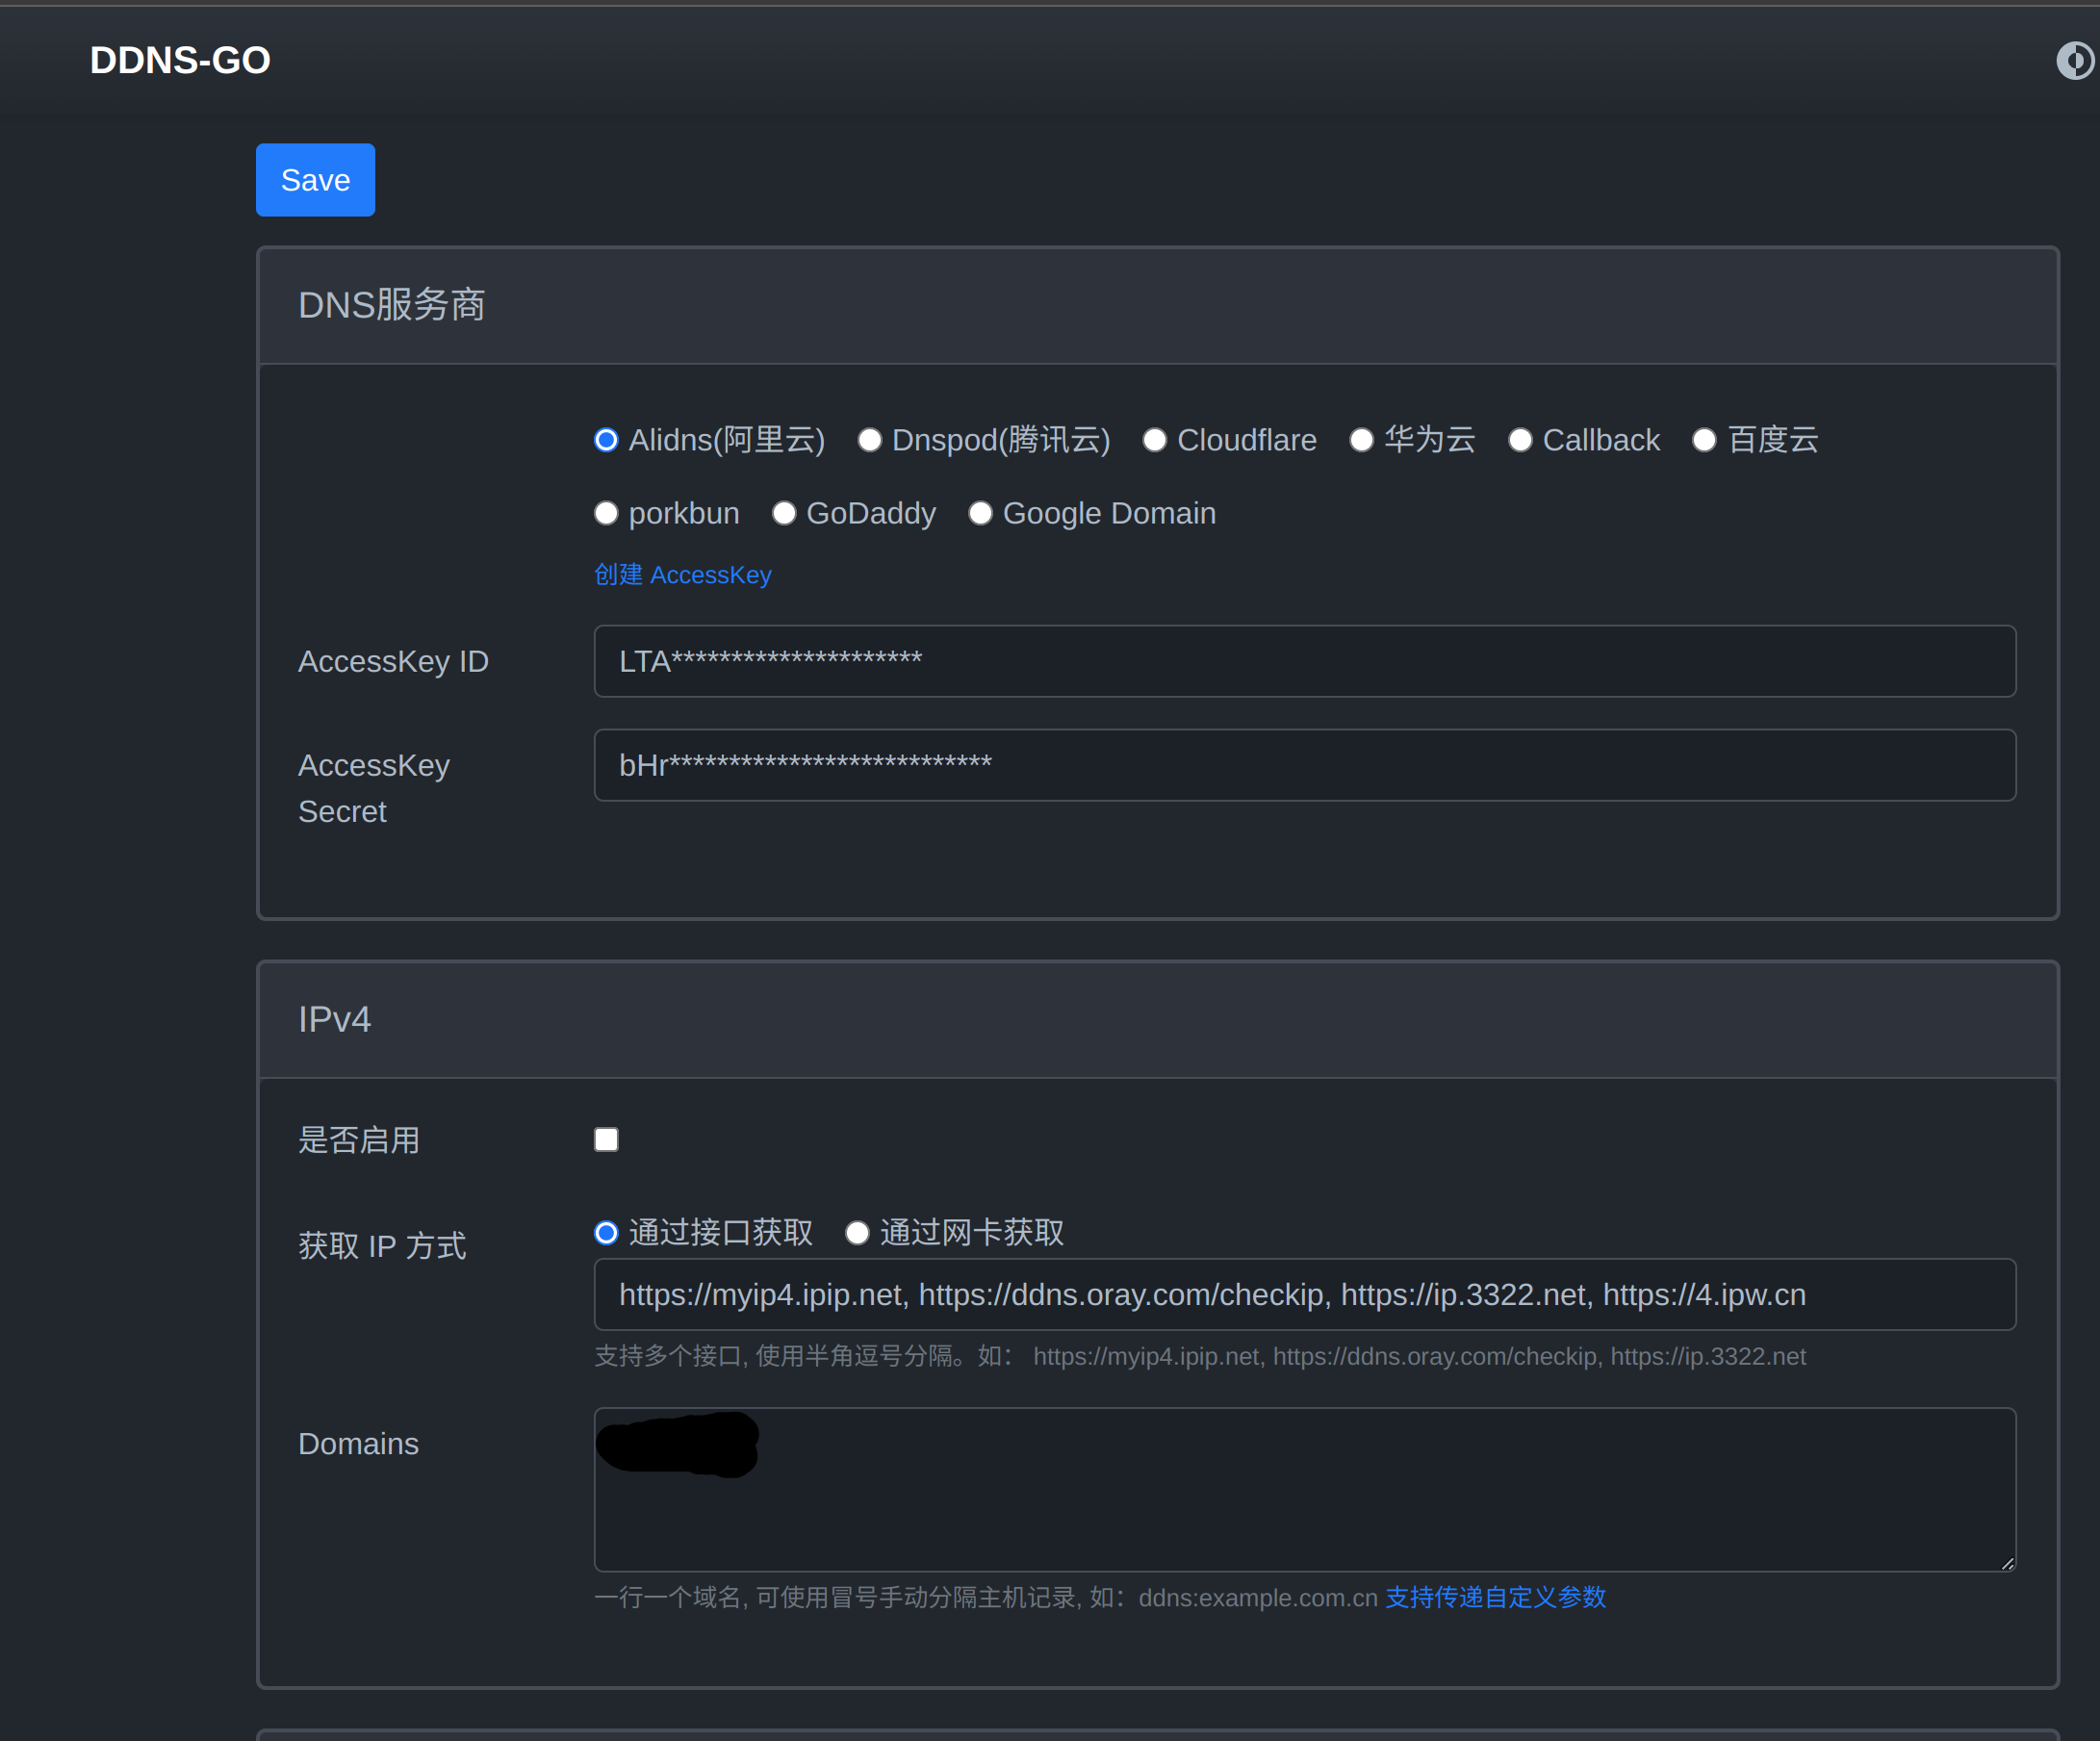 DDNS-GO
Save
DNS服务商
Alidns(阿里云) Dnspod(腾讯云) Cloudflare 华为云 Callback 百度云
porkbun GoDaddy Google Domain
创建 AccessKey
AccessKey ID
LTA*********************
AccessKey
Secret
bHr***************************
IPv4
是否启用
获取 IP 方式
通过接口获取 通过网卡获取
https://myip4.ipip.net, https://ddns.oray.com/checkip, https://ip.3322.net, https://4.ipw.cn
支持多个接口, 使用半角逗号分隔。如： https://myip4.ipip.net, https://ddns.oray.com/checkip, https://ip.3322.net
Domains
一行一个域名, 可使用冒号手动分隔主机记录, 如：ddns:example.com.cn 支持传递自定义参数